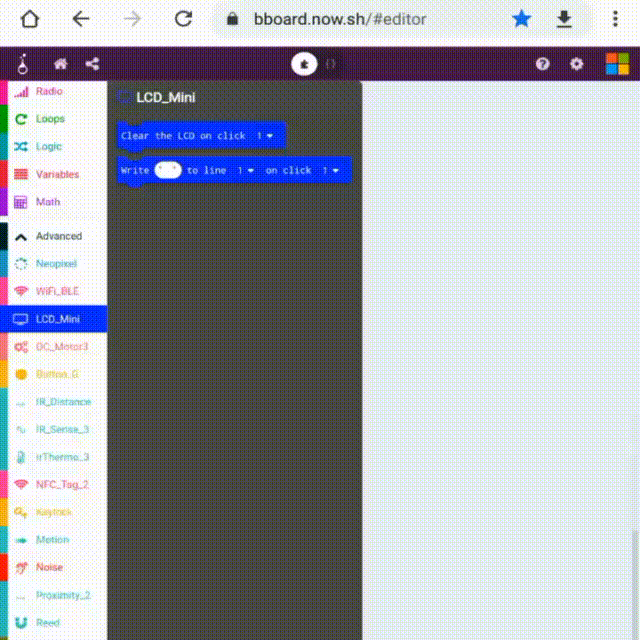 bboard.now.sh/#editor
LCD_Mini
Clear the LCD on click 1
Write " " to line 1 on click 1
Radio
Loops
Logic
Variables
Math
Advanced
Neopixel
WiFi_BLE
LCD_Mini
DC_Motor3
Button_G
IR_Distance
IR_Sense_3
irThermo_3
NFC_Tag_2
Keylock
Motion
Noise
Proximity_2
Reed